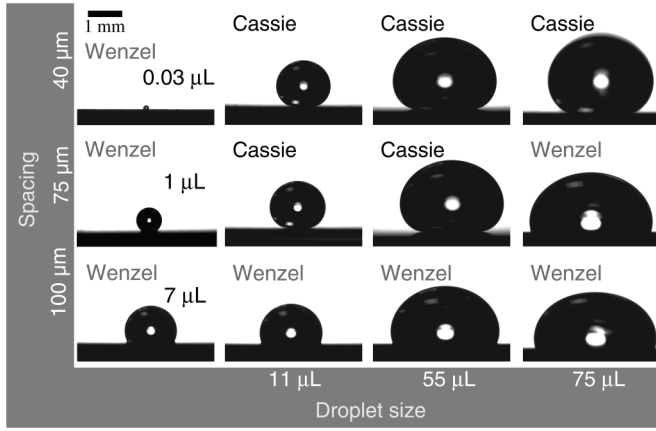 1 mm
Wenzel
0.03 µL
Cassie
Cassie
Cassie
40 µm
Wenzel
1 µL
Cassie
Cassie
Wenzel
75 µm
Wenzel
7 µL
Wenzel
Wenzel
Wenzel
100 µm
Spacing
11 µL
55 µL
75 µL
Droplet size